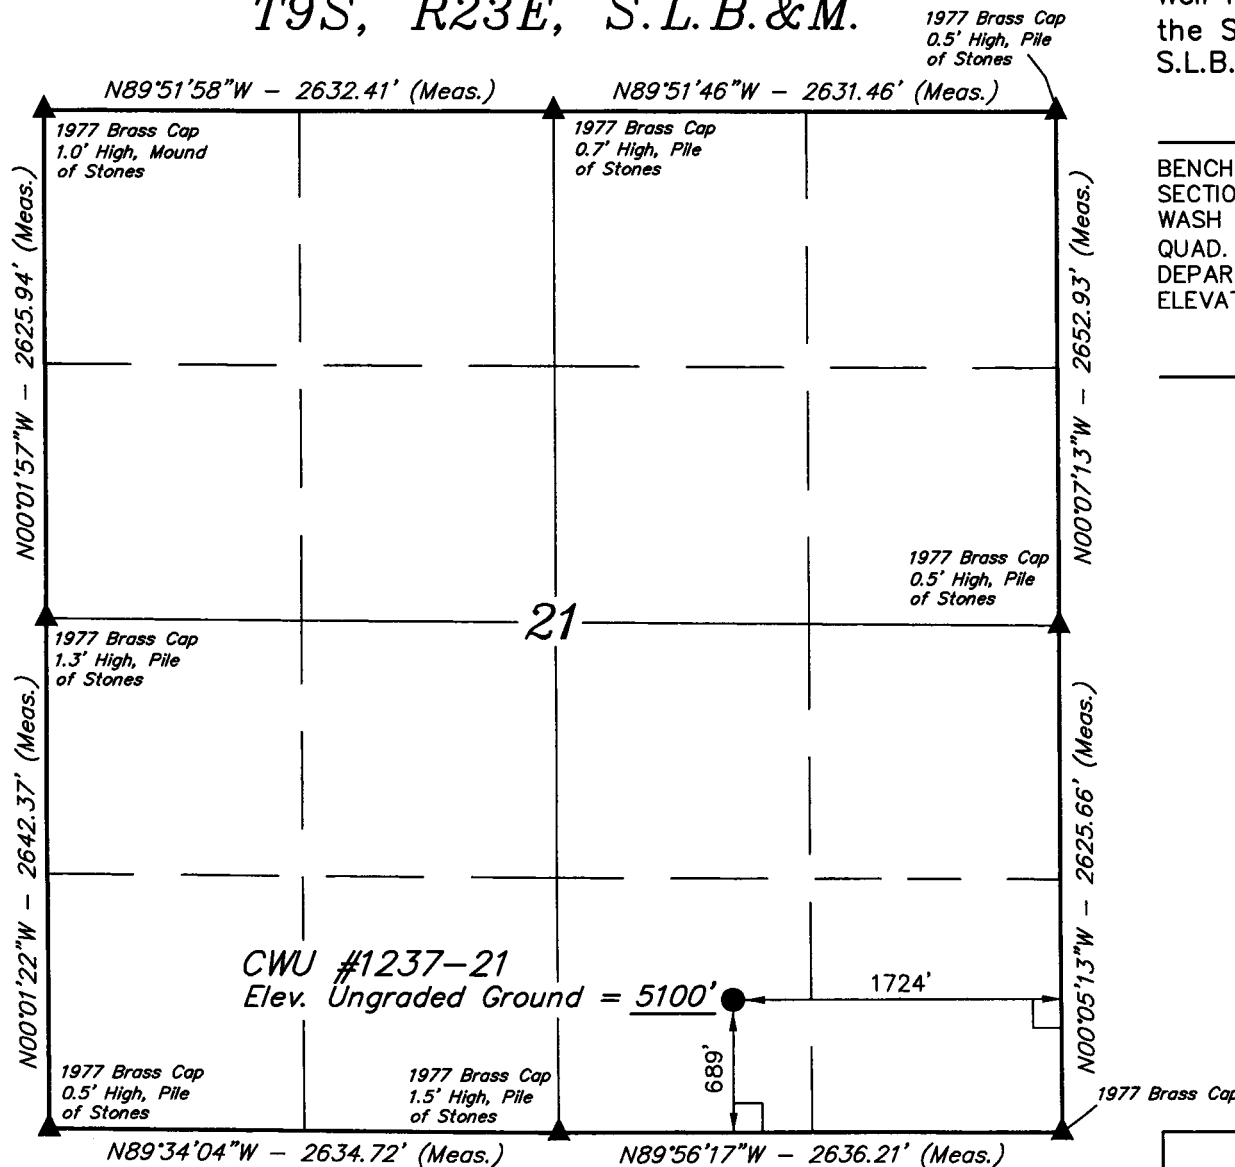 T9S, R23E, S.L.B.&M.
1977 Brass Cap
0.5' High, Pile
of Stones
the S
S.L.B.
N89°51'58"W - 2632.41' (Meas.)
N89°51'46"W - 2631.46' (Meas.)
1977 Brass Cap
1.0' High, Mound
of Stones
1977 Brass Cap
0.7' High, Pile
of Stones
BENCH
SECTIO
WASH
QUAD.
DEPAR
ELEVAT
N00°01'57"W - 2625.94' (Meas.)
N00°07'13"W - 2652.93' (Meas.)
1977 Brass Cap
0.5' High, Pile
of Stones
21
1977 Brass Cap
1.3' High, Pile
of Stones
N00°01'22"W - 2642.37' (Meas.)
N00°05'13"W - 2625.66' (Meas.)
CWU #1237-21
Elev. Ungraded Ground = 5100'
1724'
689'
1977 Brass Cap
0.5' High, Pile
of Stones
1977 Brass Cap
1.5' High, Pile
of Stones
1977 Brass Cap
N89°34'04"W - 2634.72' (Meas.)
N89°56'17"W - 2636.21' (Meas.)